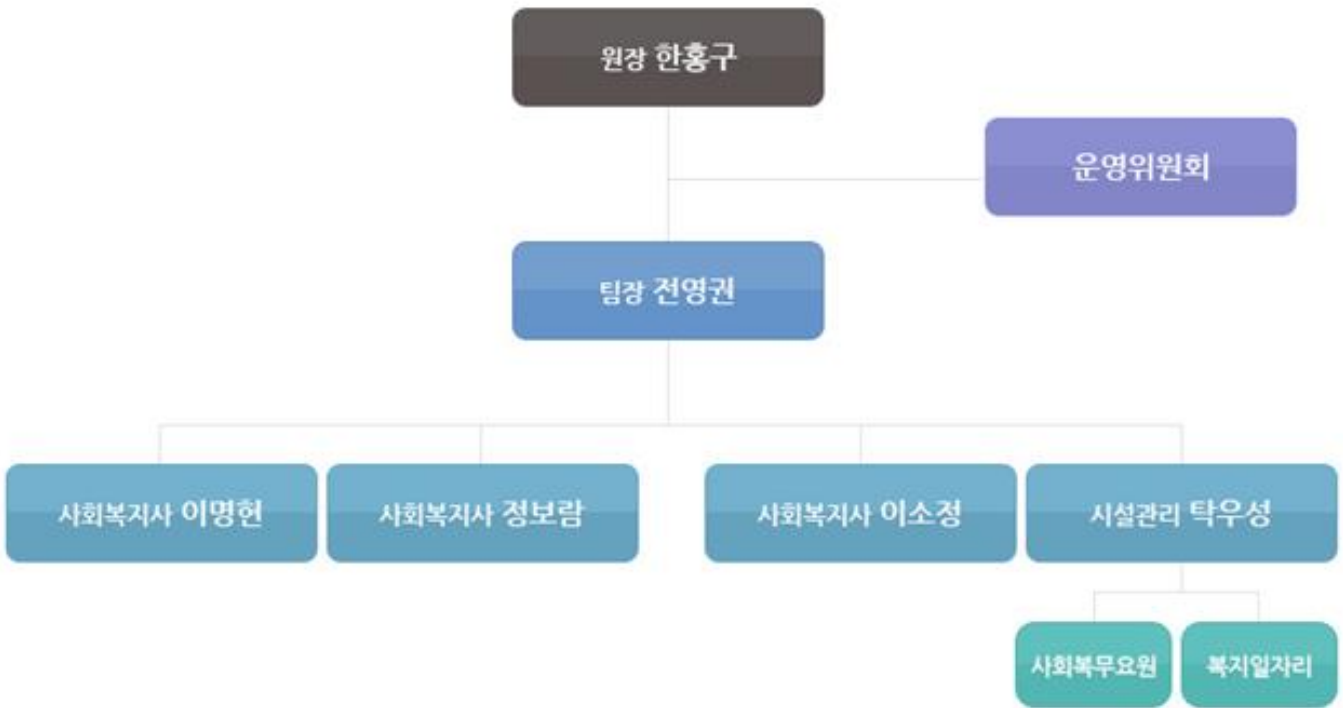 원장 한홍구
운영위원회
팀장 전영권
사회복지사 이명헌
사회복지사 정보람
사회복지사 이소정
시설관리 탁우성
사회복무요원
복지일자리